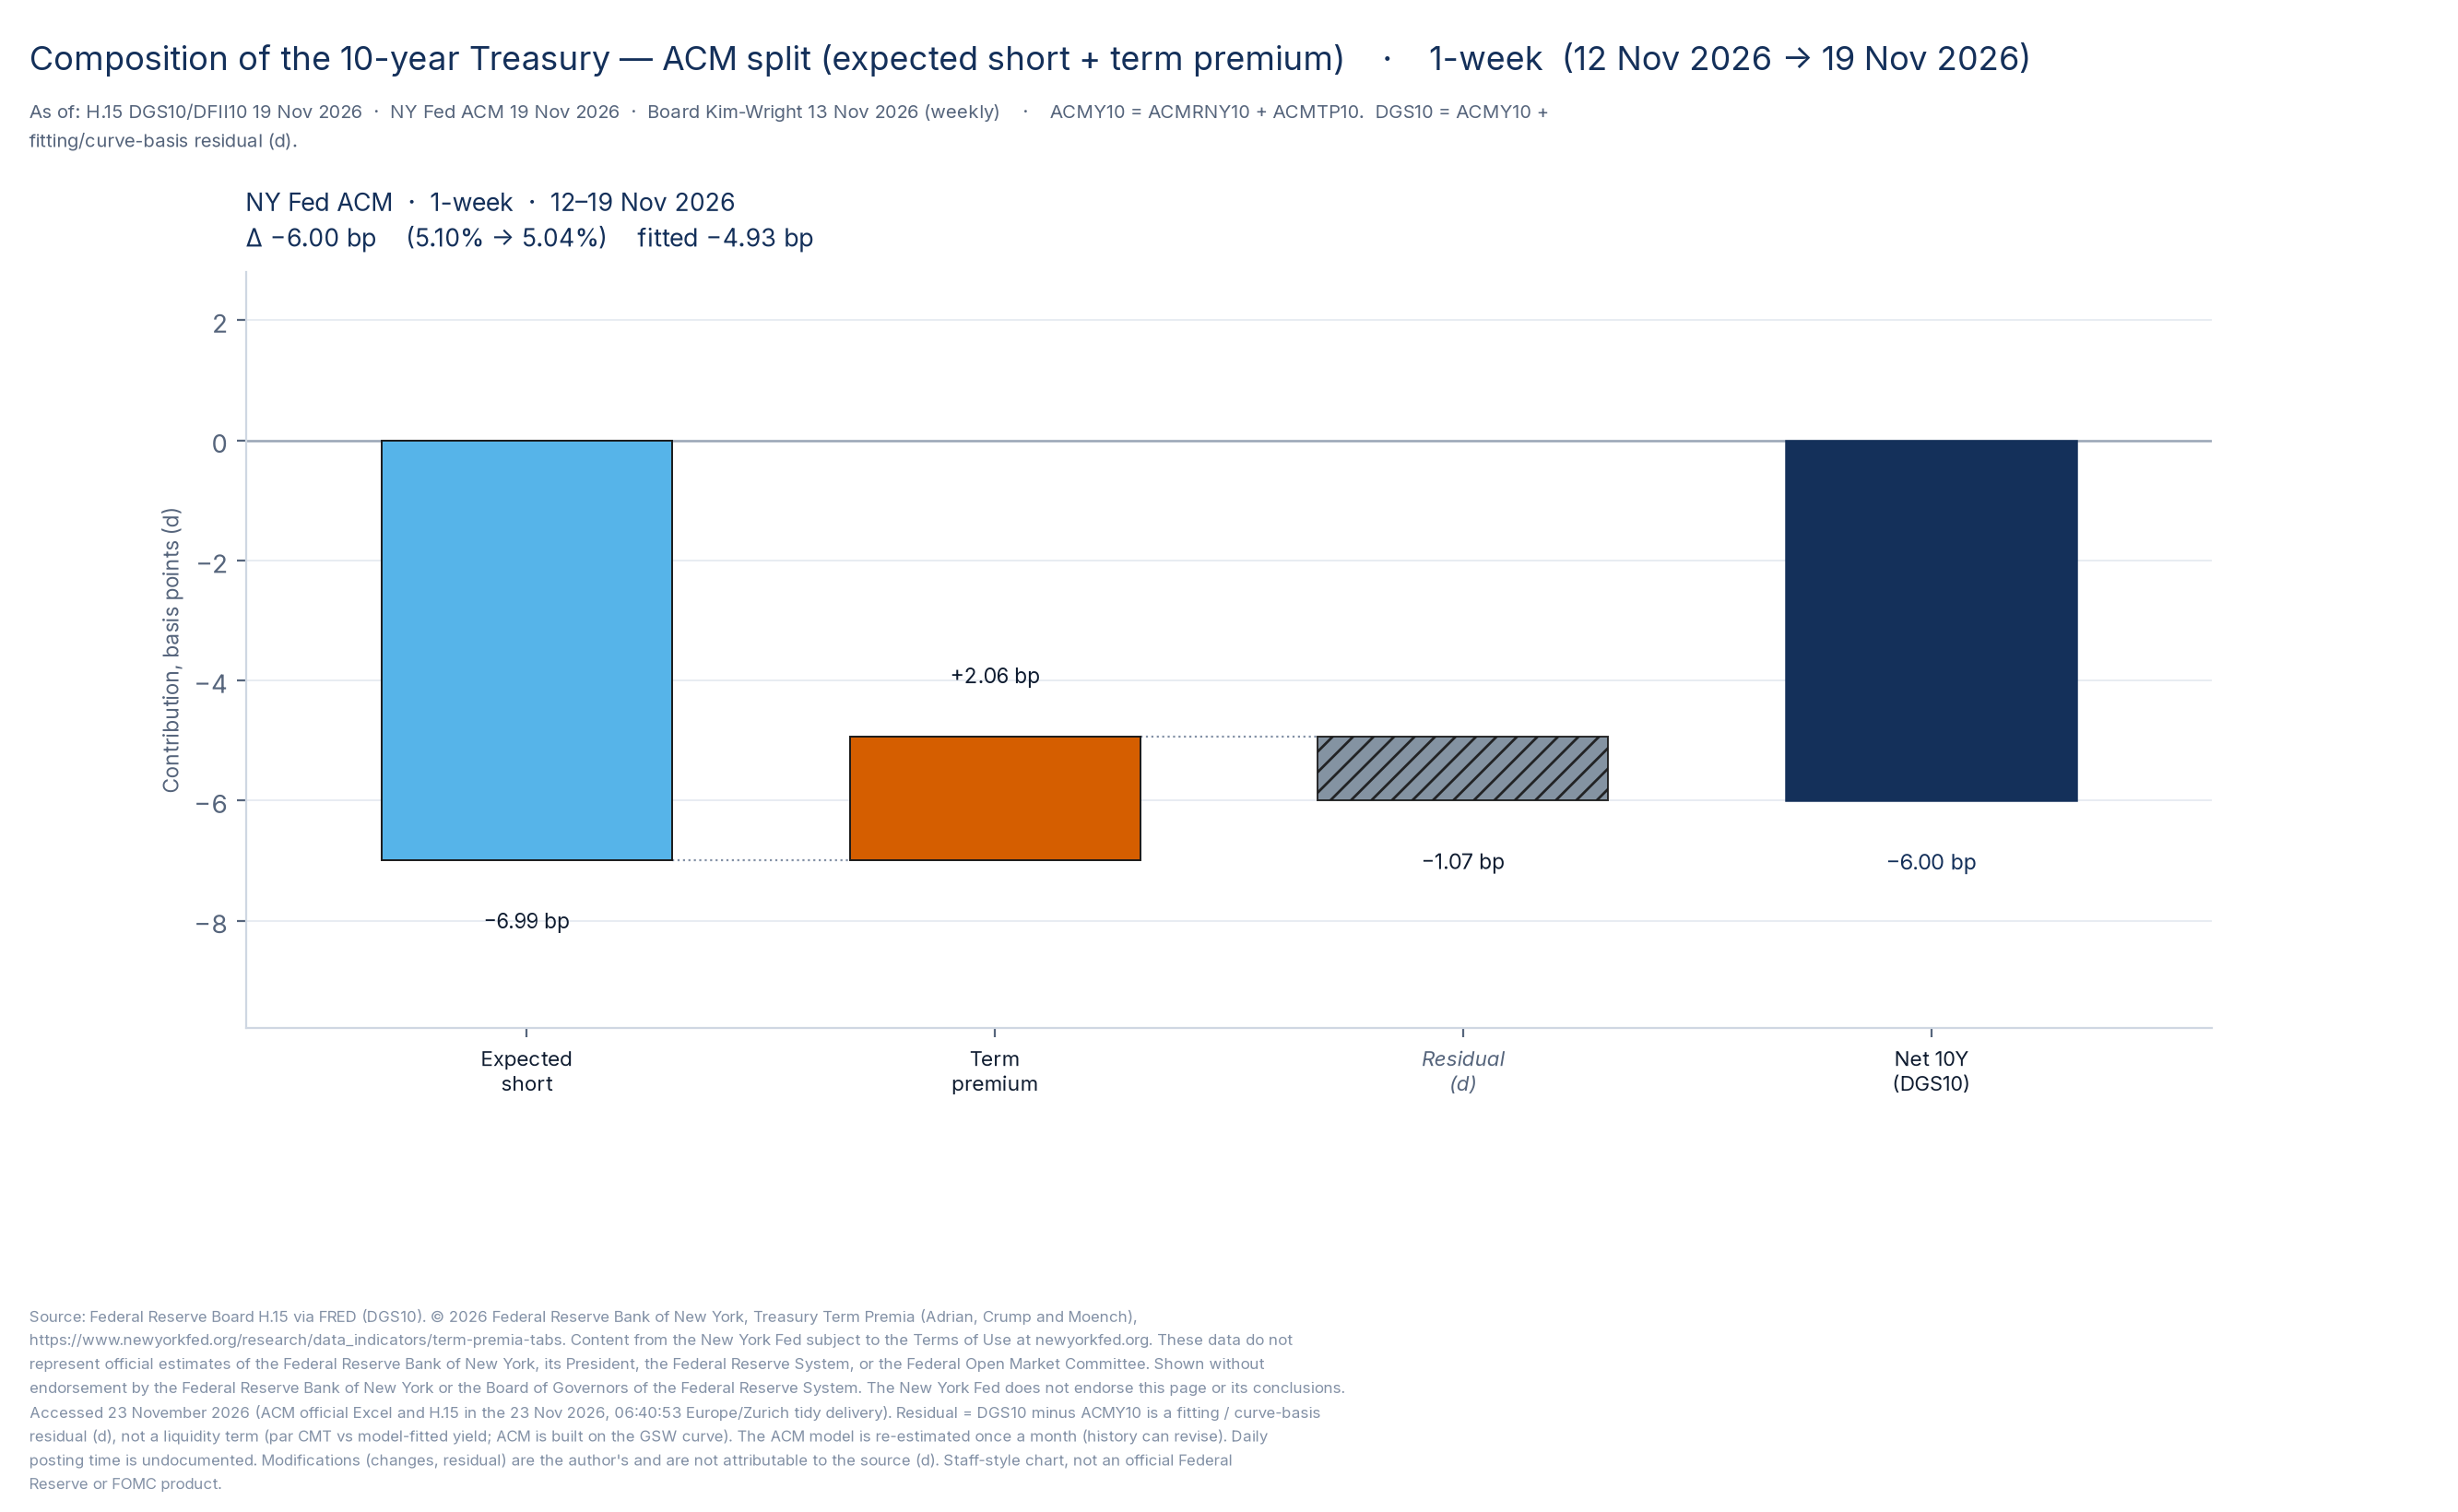 Composition of the 10-year Treasury — ACM split (expected short + term premium)   ·   1-week  (12 Nov 2026 → 19 Nov 2026)
As of: H.15 DGS10/DFII10 19 Nov 2026  ·  NY Fed ACM 19 Nov 2026  ·  Board Kim-Wright 13 Nov 2026 (weekly)   ·   ACMY10 = ACMRNY10 + ACMTP10.  DGS10 = ACMY10 +
fitting/curve-basis residual (d).
NY Fed ACM  ·  1-week  ·  12–19 Nov 2026
Δ −6.00 bp   (5.10% → 5.04%)   fitted −4.93 bp
Contribution, basis points (d)
2
0
−2
−4
−6
−8
−6.99 bp
+2.06 bp
−1.07 bp
−6.00 bp
Expected
short
Term
premium
Residual
(d)
Net 10Y
(DGS10)
Source: Federal Reserve Board H.15 via FRED (DGS10). © 2026 Federal Reserve Bank of New York, Treasury Term Premia (Adrian, Crump and Moench),
https://www.newyorkfed.org/research/data_indicators/term-premia-tabs. Content from the New York Fed subject to the Terms of Use at newyorkfed.org. These data do not
represent official estimates of the Federal Reserve Bank of New York, its President, the Federal Reserve System, or the Federal Open Market Committee. Shown without
endorsement by the Federal Reserve Bank of New York or the Board of Governors of the Federal Reserve System. The New York Fed does not endorse this page or its conclusions.
Accessed 23 November 2026 (ACM official Excel and H.15 in the 23 Nov 2026, 06:40:53 Europe/Zurich tidy delivery). Residual = DGS10 minus ACMY10 is a fitting / curve-basis
residual (d), not a liquidity term (par CMT vs model-fitted yield; ACM is built on the GSW curve). The ACM model is re-estimated once a month (history can revise). Daily
posting time is undocumented. Modifications (changes, residual) are the author's and are not attributable to the source (d). Staff-style chart, not an official Federal
Reserve or FOMC product.